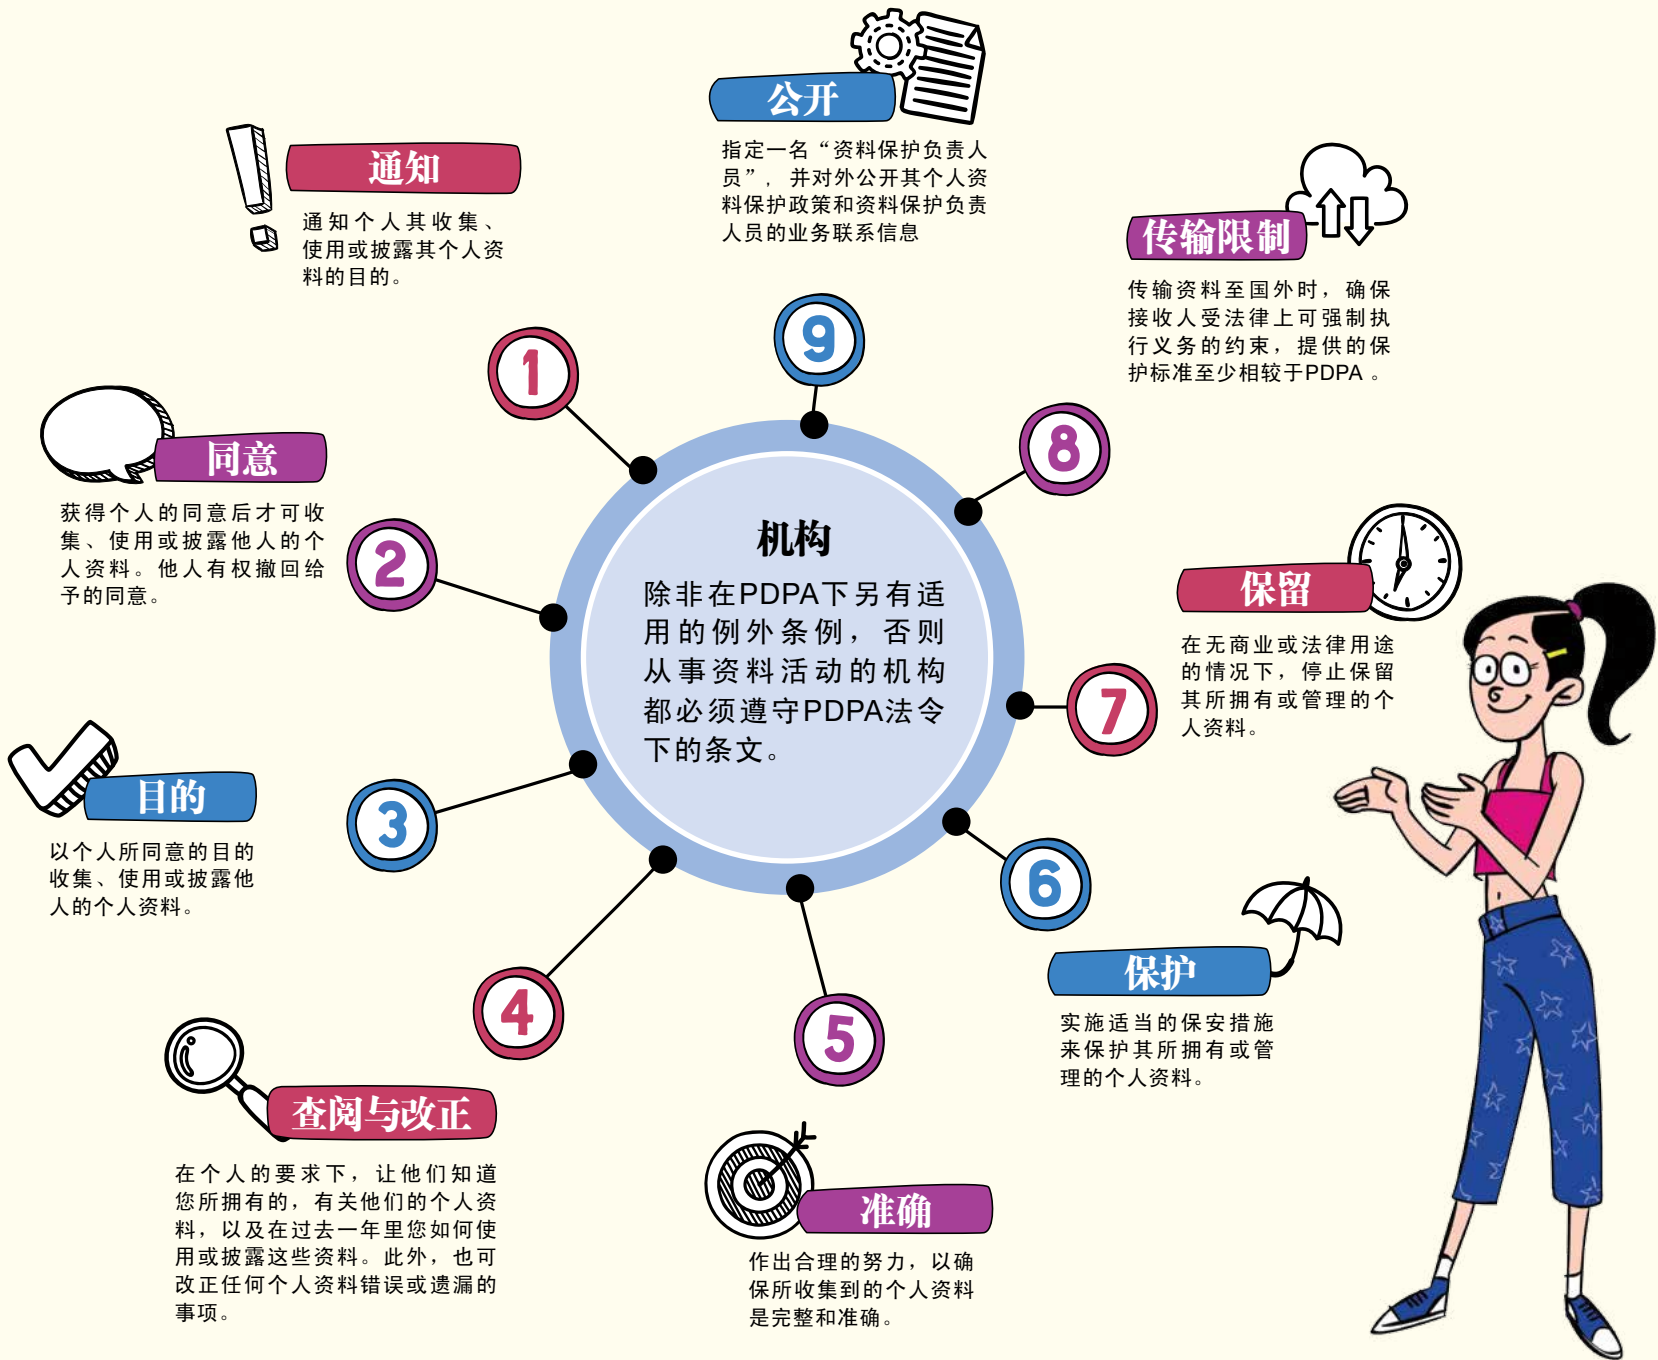 公开
指定一名“资料保护负责人
员”，并对外公开其个人资
料保护政策和资料保护负责
人员的业务联系信息
通知
通知个人其收集、
使用或披露其个人资
料的目的。
传输限制
传输资料至国外时，确保
接收人受法律上可强制执
行义务的约束，提供的保
护标准至少相较于PDPA 。
1
9
8
同意
获得个人的同意后才可收
集、使用或披露他人的个
人资料。他人有权撤回给
予的同意。
2
机构
除非在PDPA下另有适
用的例外条例，否则
从事资料活动的机构
都必须遵守PDPA法令
下的条文。
保留
在无商业或法律用途
的情况下，停止保留
其所拥有或管理的个
人资料。
7
目的
以个人所同意的目的
收集、使用或披露他
人的个人资料。
3
6
保护
实施适当的保安措施
来保护其所拥有或管
理的个人资料。
4
5
查阅与改正
在个人的要求下，让他们知道
您所拥有的，有关他们的个人资
料，以及在过去一年里您如何使
用或披露这些资料。此外，也可
改正任何个人资料错误或遗漏的
事项。
准确
作出合理的努力，以确
保所收集到的个人资料
是完整和准确。